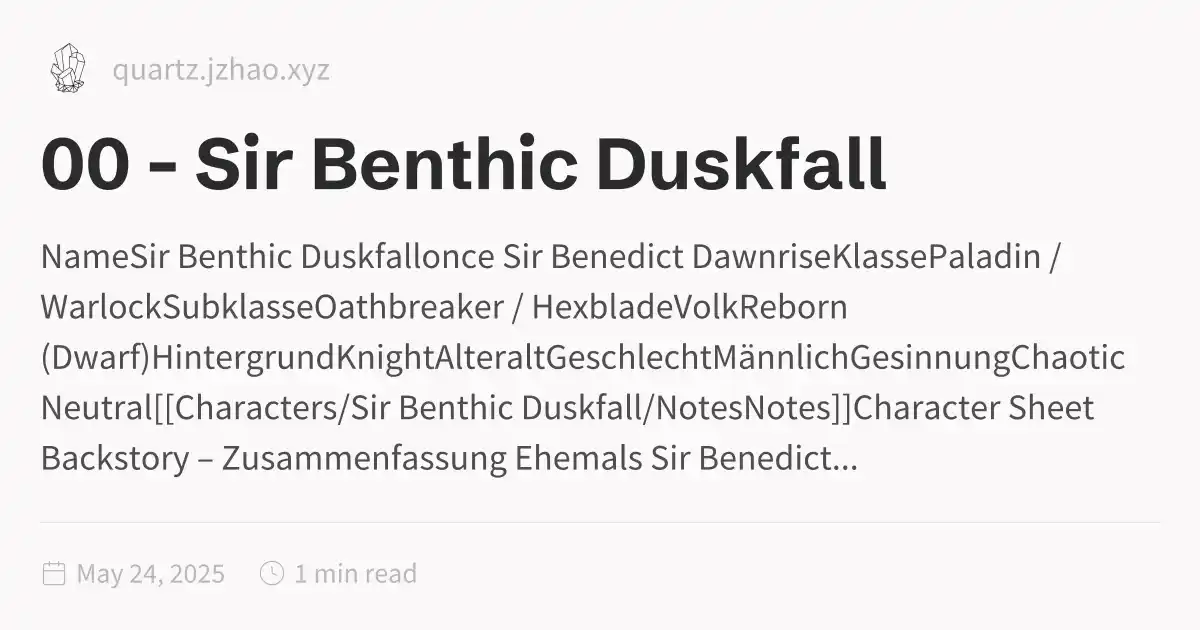 quartz.jzhao.xyz
00 - Sir Benthic Duskfall
NameSir Benthic Duskfallonce Sir Benedict DawnriseKlassePaladin /
WarlockSubklasseOathbreaker / HexbladeVolkReborn
(Dwarf)HintergrundKnightAlteraltGeschlechtMännlichGesinnungChaotic
Neutral[[Characters/Sir Benthic Duskfall/NotesNotes]]Character Sheet
Backstory – Zusammenfassung Ehemals Sir Benedict...
May 24, 2025 1 min read